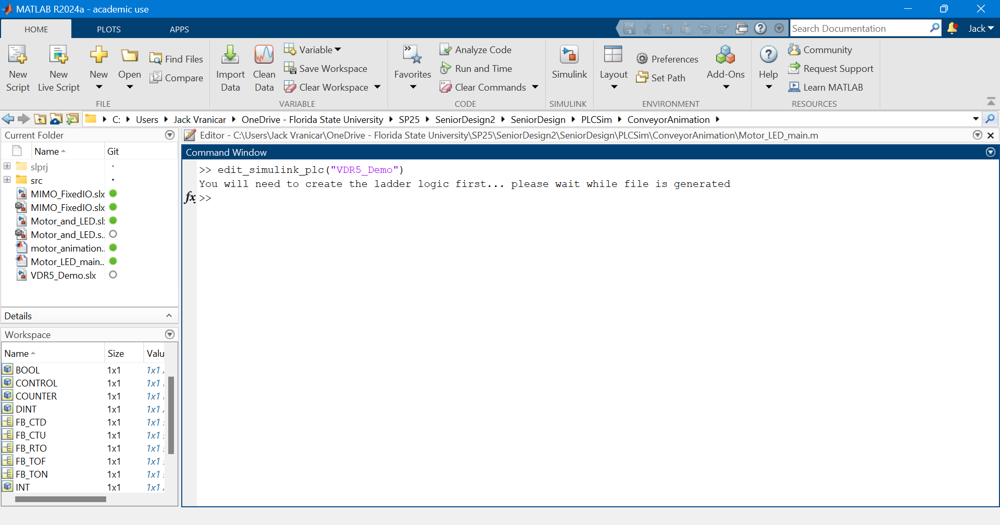 MATLAB R2024a - academic use
HOME PLOTS APPS
Search Documentation
Jack
New Script
New Live Script
New
Open
Find Files
Compare
FILE
Import Data
Clean Data
Variable
Save Workspace
Clear Workspace
VARIABLE
Favorites
Analyze Code
Run and Time
Clear Commands
CODE
Simulink
SIMULINK
Layout
Preferences
Set Path
Add-Ons
ENVIRONMENT
Help
Community
Request Support
Learn MATLAB
RESOURCES
C: Users Jack Vranicar OneDrive - Florida State University SP25 SeniorDesign2 SeniorDesign PLCSim ConveyorAnimation
Current Folder
Name Git
slprj
src
MIMO_FixedIO.slx
MIMO_FixedIO.slx
Motor_and_LED.sl
Motor_and_LED.s..
motor_animation..
Motor_LED_main..
VDR5_Demo.slx
Details
Workspace
Name Size Valu
BOOL 1x1 1x1
CONTROL 1x1 1x1
COUNTER 1x1 1x1
DINT 1x1 1x1
FB_CTD 1x1 1x1
FB_CTU 1x1 1x1
FB_RTO 1x1 1x1
FB_TOF 1x1 1x1
FB_TON 1x1 1x1
INT 1x1 1x1
Editor - C:\Users\Jack Vranicar\OneDrive - Florida State University\SP25\SeniorDesign2\SeniorDesign\PLCSim\ConveyorAnimation\Motor_LED_main.m
Command Window
>> edit_simulink_plc("VDR5_Demo")
You will need to create the ladder logic first... please wait while file is generated
fx >>